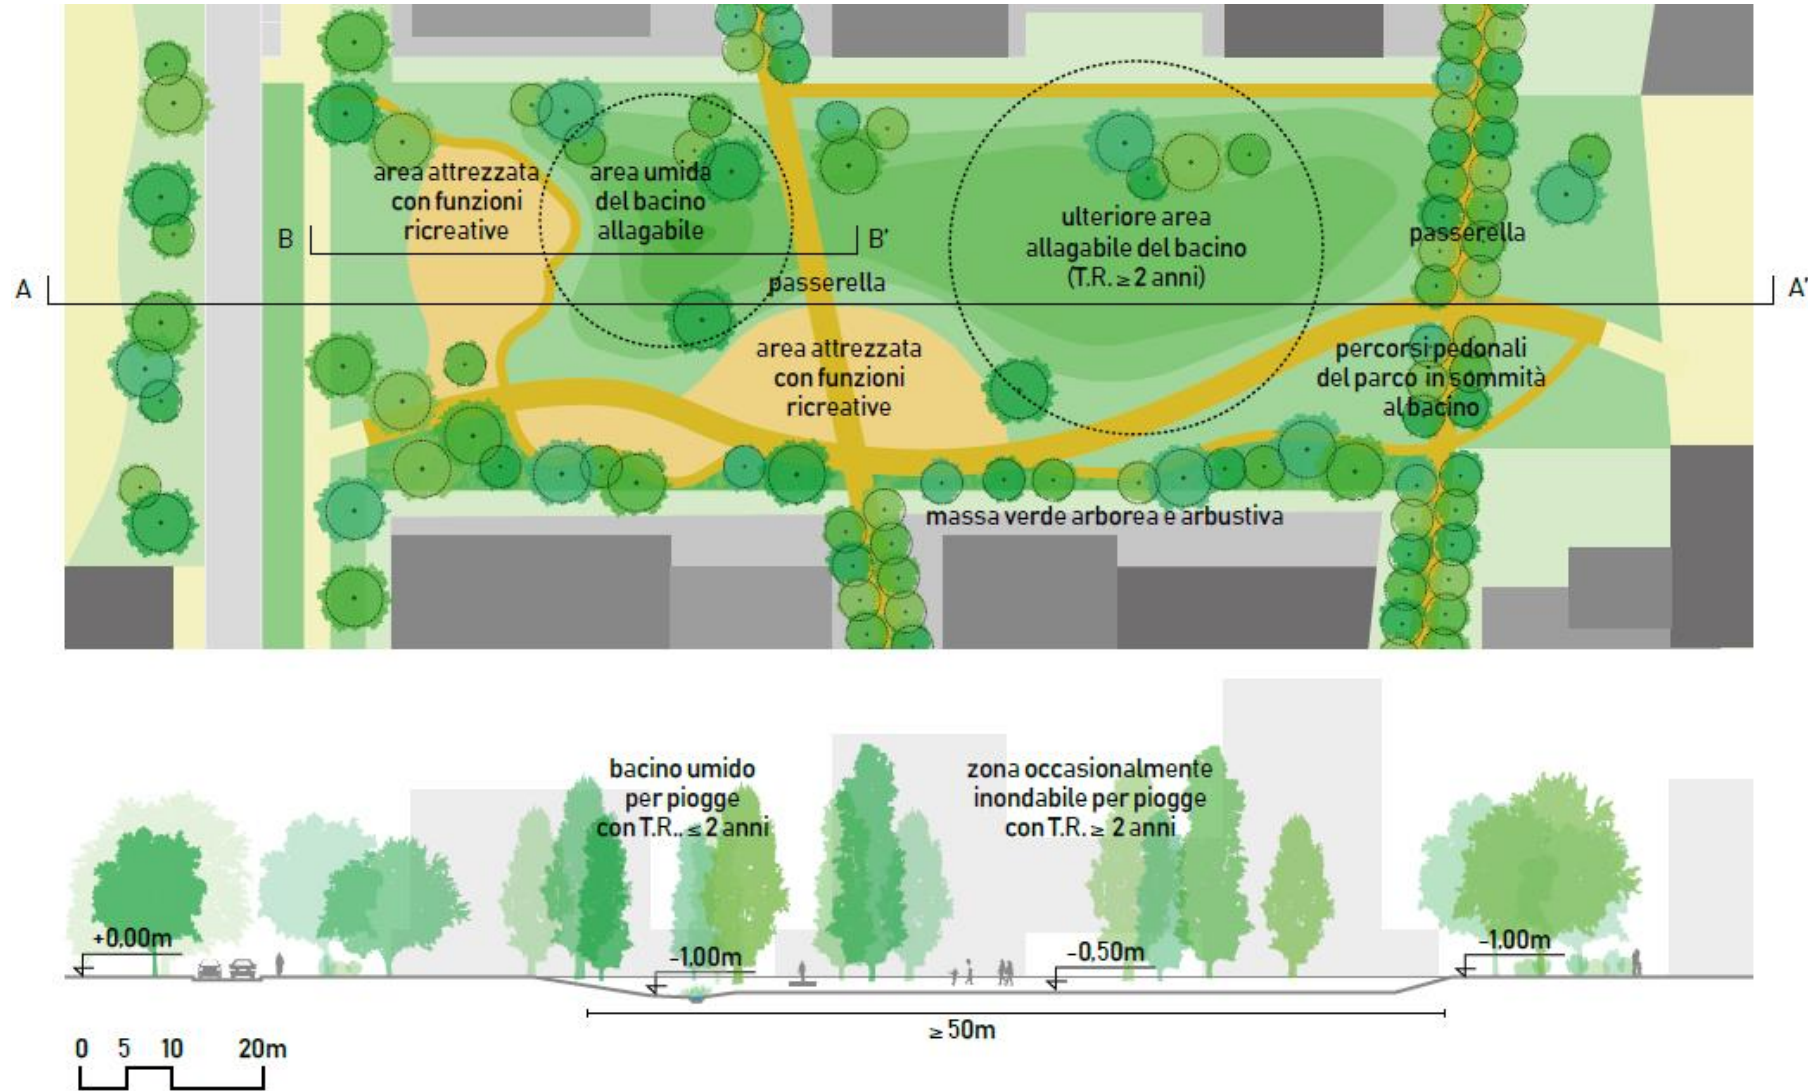 area attrezzata
con funzioni
ricreative
area umida
del bacino
allagabile
ulteriore area
allagabile del bacino
(T.R. ≥ 2 anni)
passerella
B
B'
passerella
A
A'
area attrezzata
con funzioni
ricreative
percorsi pedonali
del parco in sommità
al bacino
massa verde arborea e arbustiva
bacino umido
per piogge
con T.R.. ≤ 2 anni
zona occasionalmente
inondabile per piogge
con T.R. ≥ 2 anni
+0,00m
-1,00m
-0,50m
-1,00m
≥ 50m
0 5 10 20m